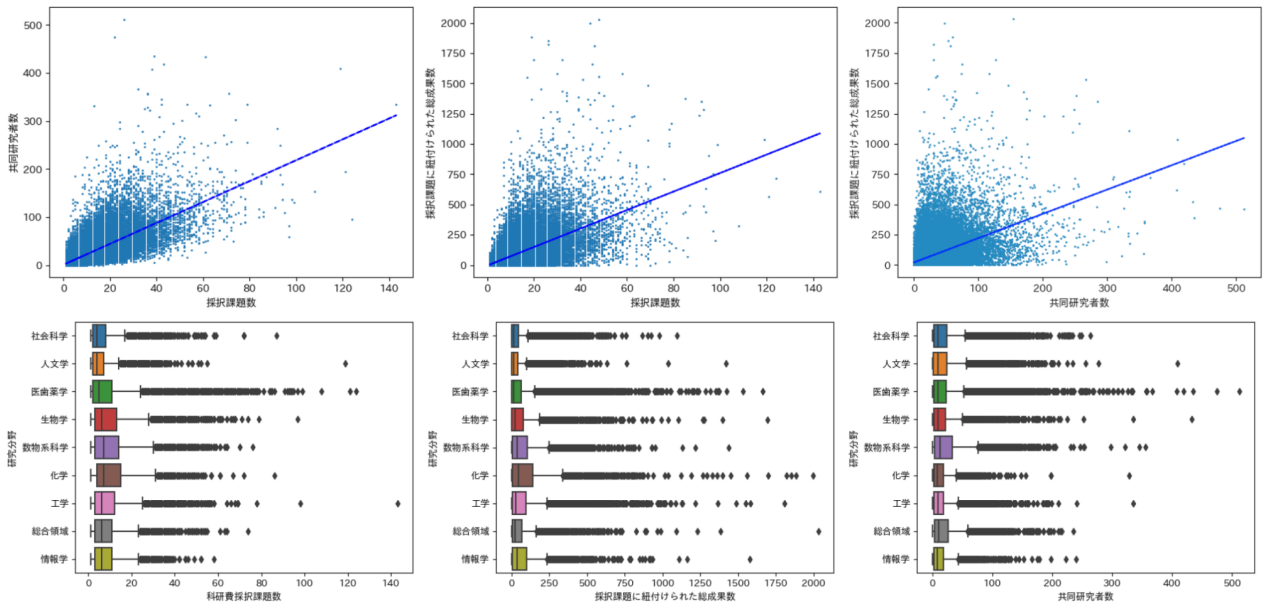 500
400
300
200
100
0
共同研究者数
0 20 40 60 80 100 120 140
採択課題数
2000
1750
1500
1250
1000
750
500
250
0
採択課題に紐付けられた総成果数
0 20 40 60 80 100 120 140
採択課題数
2000
1750
1500
1250
1000
750
500
250
0
採択課題に紐付けられた総成果数
0 100 200 300 400 500
共同研究者数
研究分野
社会科学
人文学
医歯薬学
生物学
数物系科学
化学
工学
総合領域
情報学
0 20 40 60 80 100 120 140
科研費採択課題数
研究分野
社会科学
人文学
医歯薬学
生物学
数物系科学
化学
工学
総合領域
情報学
0 250 500 750 1000 1250 1500 1750 2000
採択課題に紐付けられた総成果数
研究分野
社会科学
人文学
医歯薬学
生物学
数物系科学
化学
工学
総合領域
情報学
0 100 200 300 400 500
共同研究者数